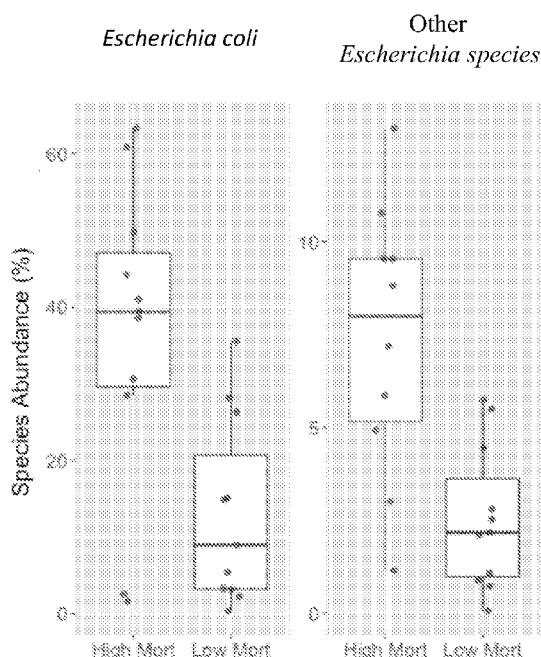 Escherichia coli
Other
Escherichia species
Species Abundance (%)
60
40
20
0
10
5
0
High Mort Low Mort
High Mort Low Mort